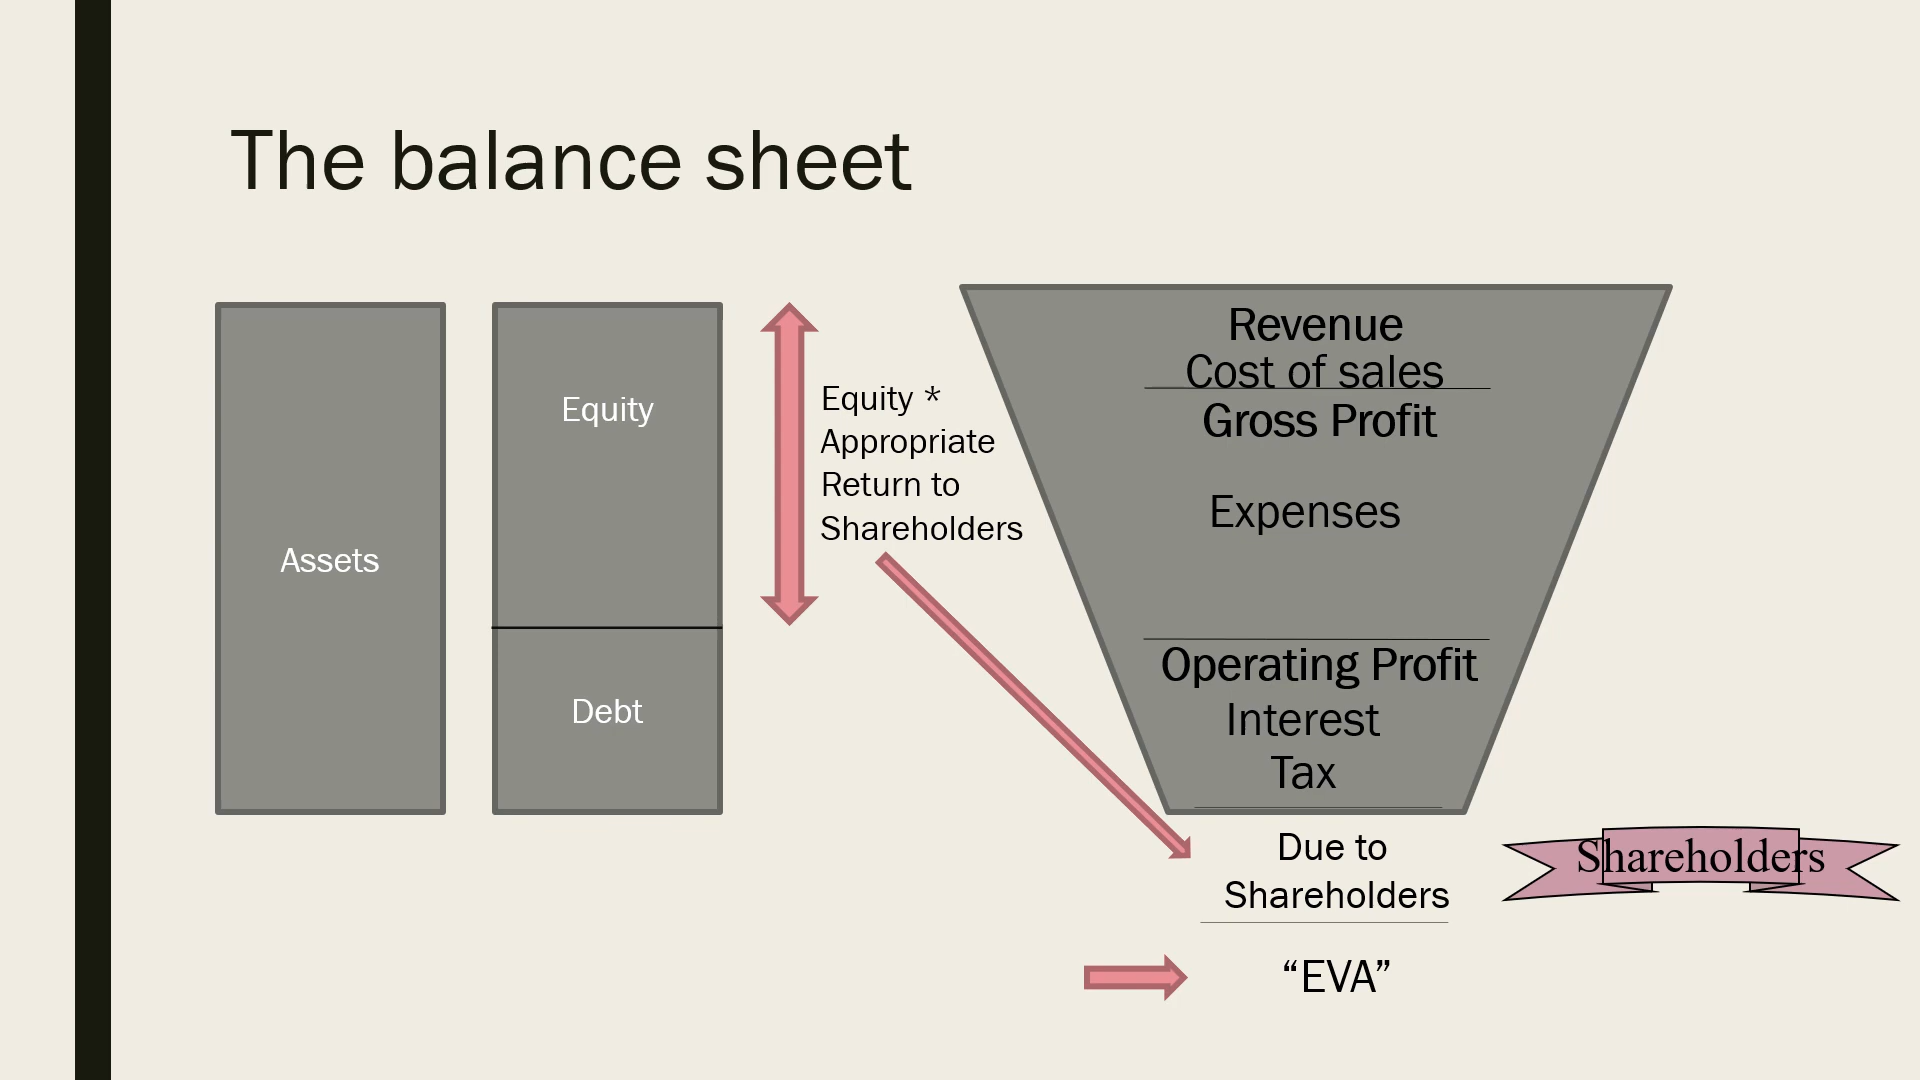 The balance sheet
Assets
Equity
Debt
Equity *
Appropriate
Return to
Shareholders
Revenue
Cost of sales
Gross Profit
Expenses
Operating Profit
Interest
Tax
Due to
Shareholders
Shareholders
“EVA”